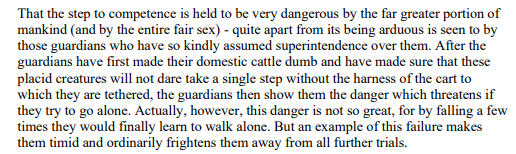 That the step to competence is held to be very dangerous by the far greater portion of
mankind (and by the entire fair sex) - quite apart from its being arduous is seen to by
those guardians who have so kindly assumed superintendence over them. After the
guardians have first made their domestic cattle dumb and have made sure that these
placid creatures will not dare take a single step without the harness of the cart to
which they are tethered, the guardians then show them the danger which threatens if
they try to go alone. Actually, however, this danger is not so great, for by falling a few
times they would finally learn to walk alone. But an example of this failure makes
them timid and ordinarily frightens them away from all further trials.